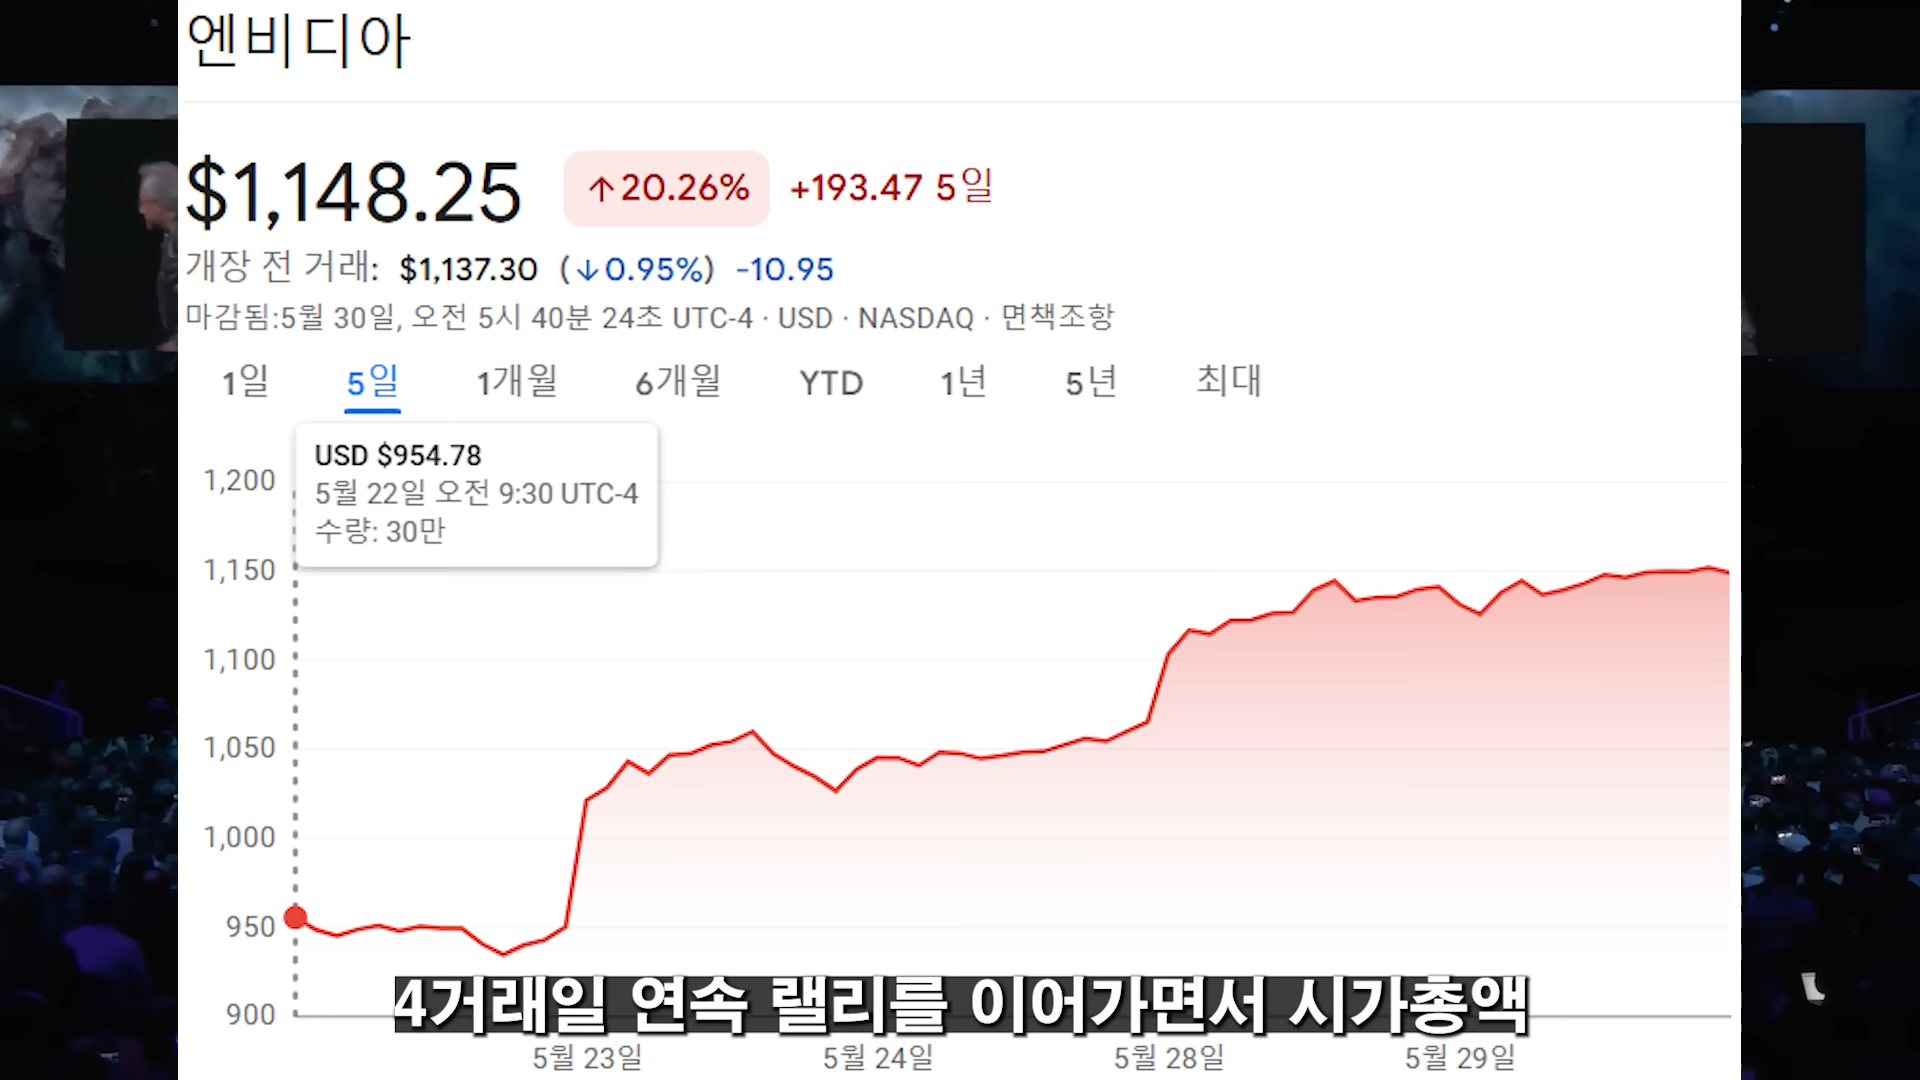 엔비디아
$1,148.25 ↑20.26% +193.47 5일
개장 전 거래: $1,137.30 (↓0.95%) -10.95
마감됨:5월 30일, 오전 5시 40분 24초 UTC-4 · USD · NASDAQ · 면책조항
1일 5일 1개월 6개월 YTD 1년 5년 최대
USD $954.78
5월 22일 오전 9:30 UTC-4
수량: 30만
1,200
1,150
1,100
1,050
1,000
950
900
4거래일 연속 랠리를 이어가면서 시가총액
5월 23일 5월 24일 5월 28일 5월 29일